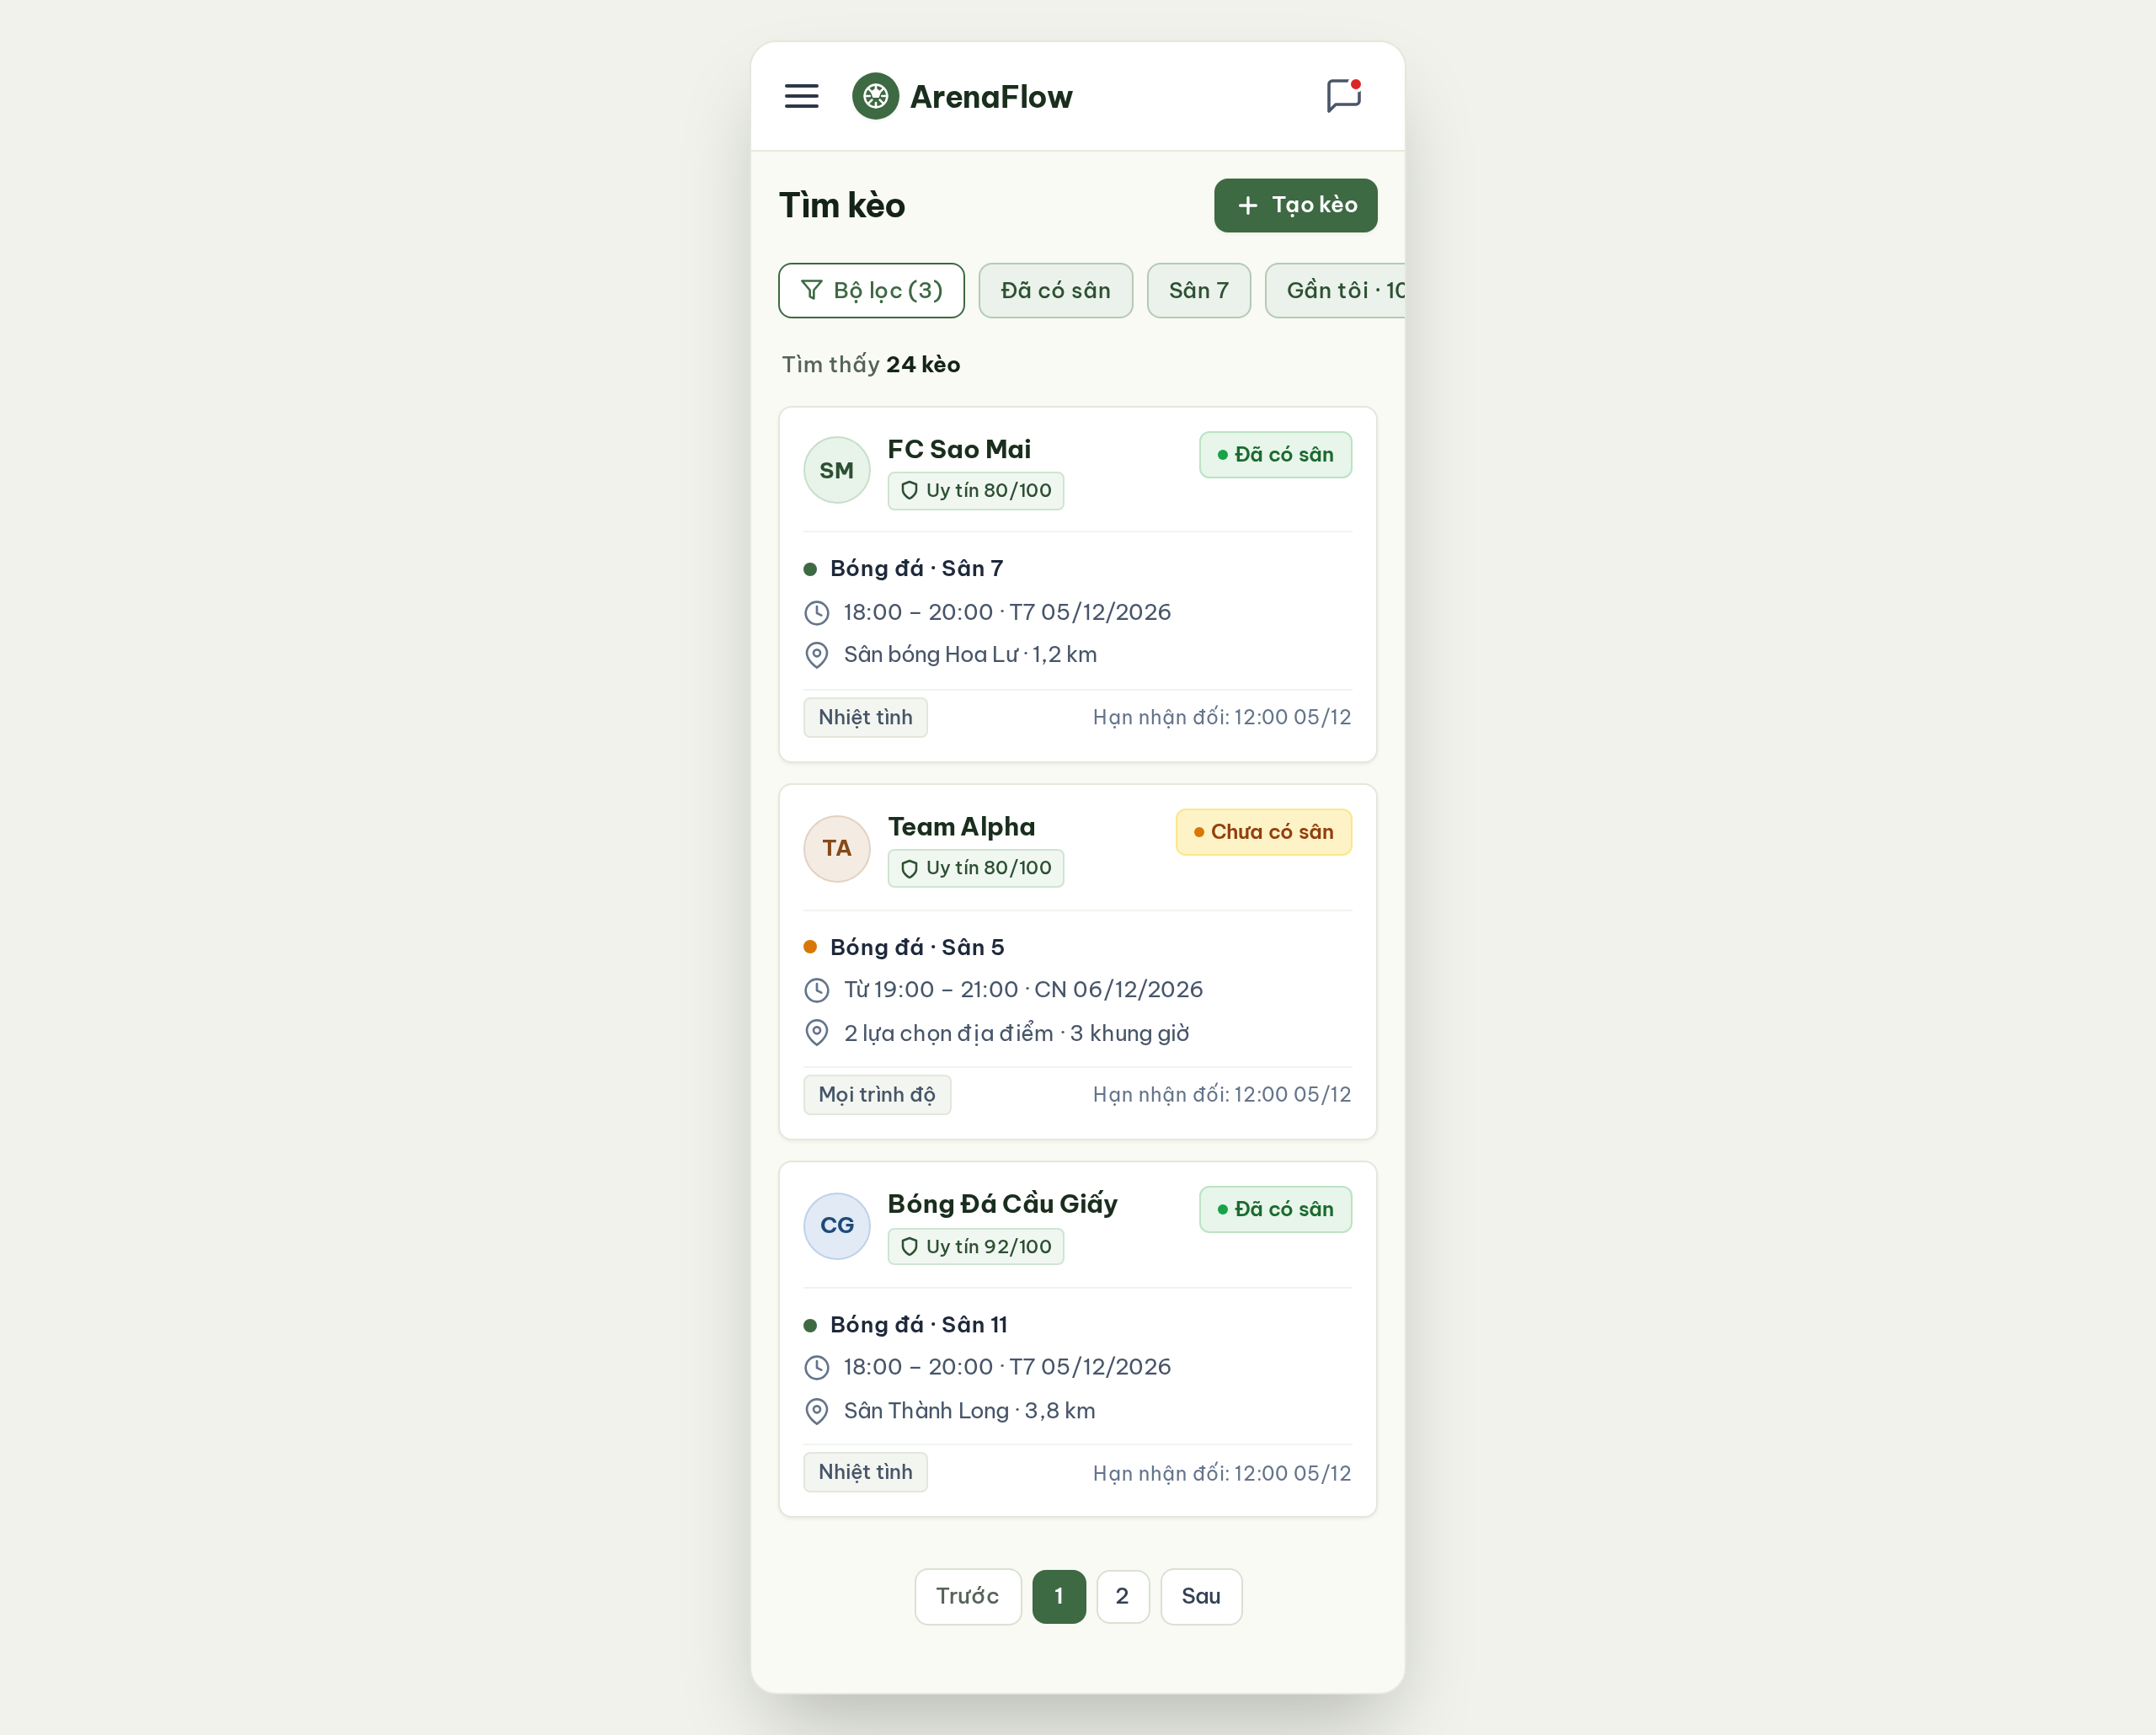 ArenaFlow
Tìm kèo
Tạo kèo
Bộ lọc (3)
Đã có sân
Sân 7
Gần tôi · 10
Tìm thấy 24 kèo
SM
FC Sao Mai
Đã có sân
Uy tín 80/100
Bóng đá · Sân 7
18:00 – 20:00 · T7 05/12/2026
Sân bóng Hoa Lư · 1,2 km
Nhiệt tình
Hạn nhận đối: 12:00 05/12
TA
Team Alpha
Chưa có sân
Uy tín 80/100
Bóng đá · Sân 5
Từ 19:00 – 21:00 · CN 06/12/2026
2 lựa chọn địa điểm · 3 khung giờ
Mọi trình độ
Hạn nhận đối: 12:00 05/12
CG
Bóng Đá Cầu Giấy
Đã có sân
Uy tín 92/100
Bóng đá · Sân 11
18:00 – 20:00 · T7 05/12/2026
Sân Thành Long · 3,8 km
Nhiệt tình
Hạn nhận đối: 12:00 05/12
Trước
1
2
Sau